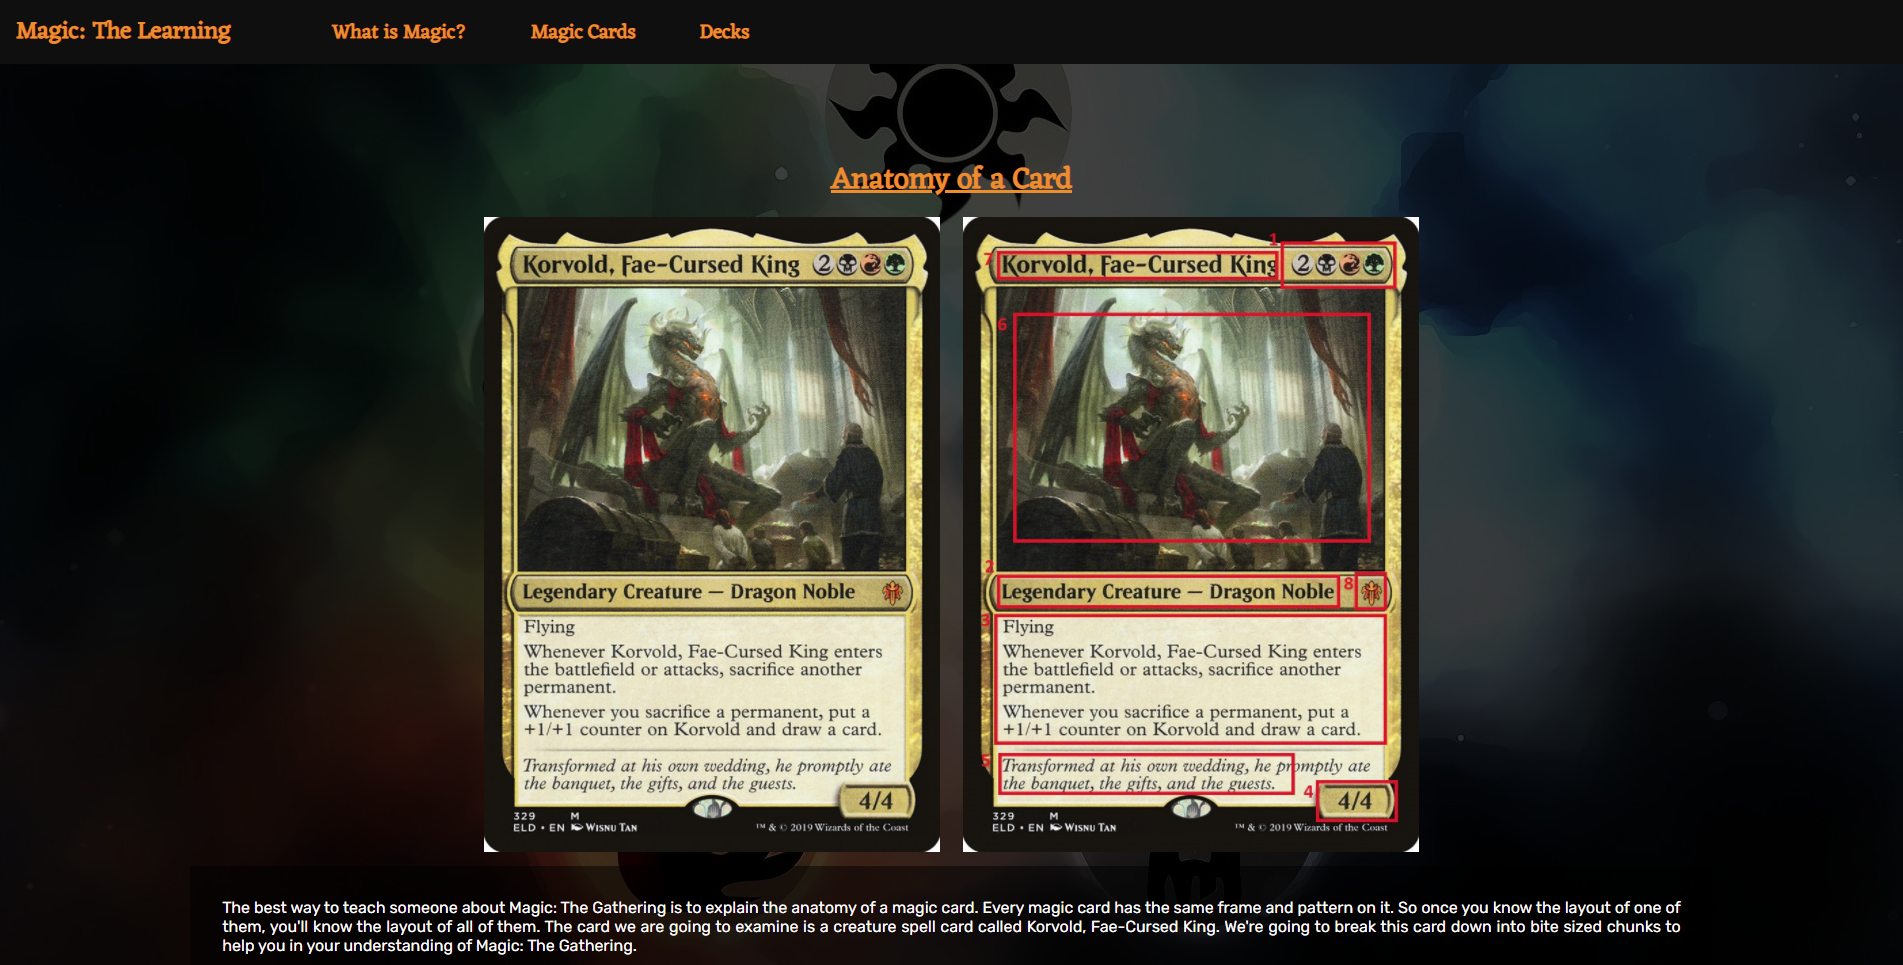 Magic: The Learning
What is Magic?
Magic Cards
Decks
Anatomy of a Card
Korvold, Fae-Cursed King 2
Legendary Creature — Dragon Noble
Flying
Whenever Korvold, Fae-Cursed King enters
the battlefield or attacks, sacrifice another
permanent.
Whenever you sacrifice a permanent, put a
+1/+1 counter on Korvold and draw a card.
Transformed at his own wedding, he promptly ate
the banquet, the gifts, and the guests.
4/4
329 M
ELD • EN Wisnu Tan
™ & © 2019 Wizards of the Coast
1
7
Korvold, Fae-Cursed King 2
6
2
Legendary Creature — Dragon Noble
8
3
Flying
Whenever Korvold, Fae-Cursed King enters
the battlefield or attacks, sacrifice another
permanent.
Whenever you sacrifice a permanent, put a
+1/+1 counter on Korvold and draw a card.
5
Transformed at his own wedding, he promptly ate
the banquet, the gifts, and the guests.
4
4/4
329 M
ELD • EN Wisnu Tan
™ & © 2019 Wizards of the Coast
The best way to teach someone about Magic: The Gathering is to explain the anatomy of a magic card. Every magic card has the same frame and pattern on it. So once you know the layout of one of
them, you'll know the layout of all of them. The card we are going to examine is a creature spell card called Korvold, Fae-Cursed King. We're going to break this card down into bite sized chunks to
help you in your understanding of Magic: The Gathering.